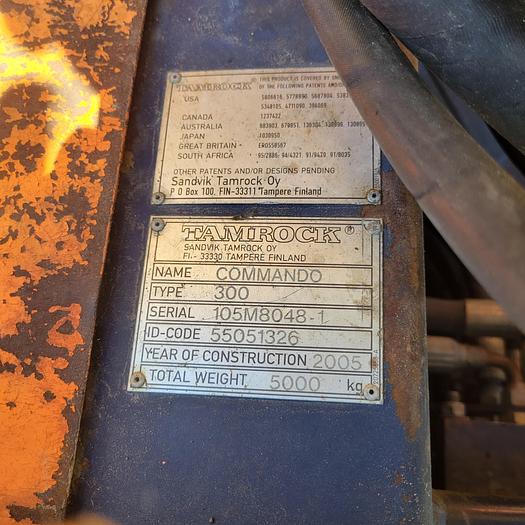 TAMROCK® THIS PRODUCT IS COVERED BY
OF THE FOLLOWING PATENTS AND/
USA
CANADA 1237422
AUSTRALIA
JAPAN
GREAT BRITAIN
SOUTH AFRICA
OTHER PATENTS AND/OR DESIGNS PENDING
Sandvik Tamrock Oy
P O Box 100, FIN-33311 Tampere Finland
TAMROCK®
SANDVIK TAMROCK OY
FI.- 33330 TAMPERE FINLAND
NAME COMMANDO
TYPE 300
SERIAL 105M8048-1
ID-CODE 55051326
YEAR OF CONSTRUCTION 2005
TOTAL WEIGHT 5000 kg